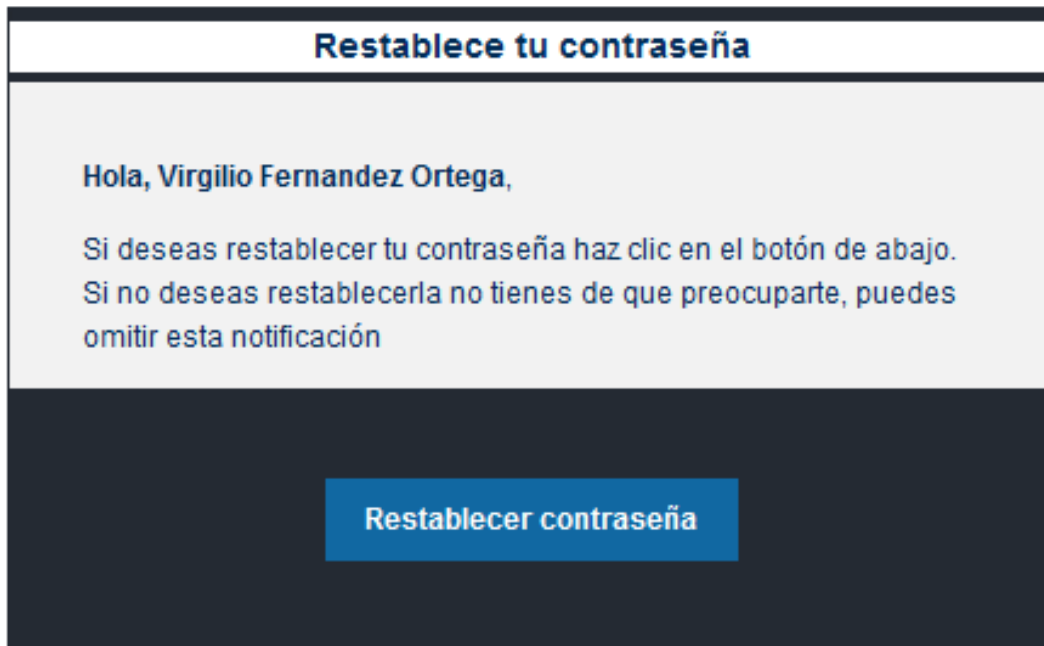 Restablece tu contraseña
Hola, Virgilio Fernandez Ortega,
Si deseas restablecer tu contraseña haz clic en el botón de abajo.
Si no deseas restablecerla no tienes de que preocuparte, puedes
omitir esta notificación
Restablecer contraseña